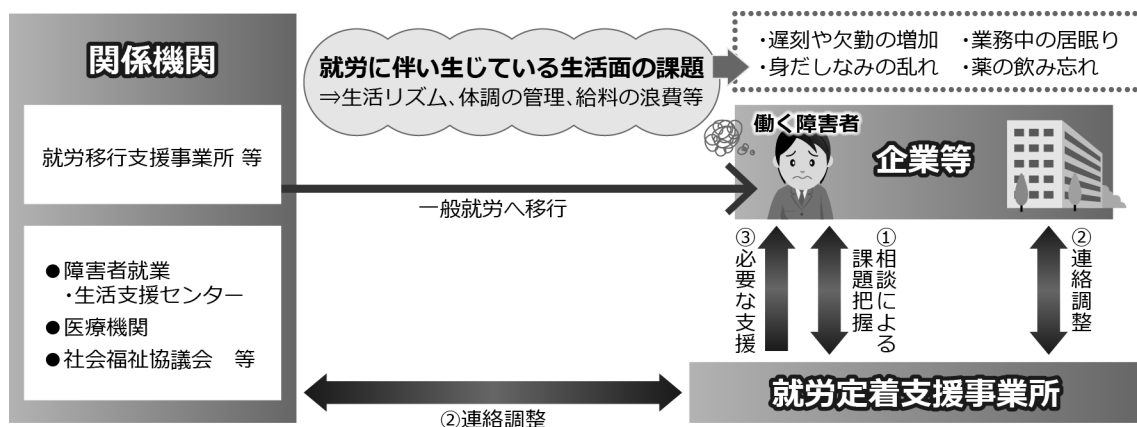 関係機関
就労移行支援事業所 等
●障害者就業
・生活支援センター
●医療機関
●社会福祉協議会　等
就労に伴い生じている生活面の課題
⇒生活リズム、体調の管理、給料の浪費等
・遅刻や欠勤の増加　・業務中の居眠り
・身だしなみの乱れ　・薬の飲み忘れ
働く障害者
企業等
一般就労へ移行
③必要な支援
①相談による
課題把握
②連絡調整
②連絡調整
就労定着支援事業所